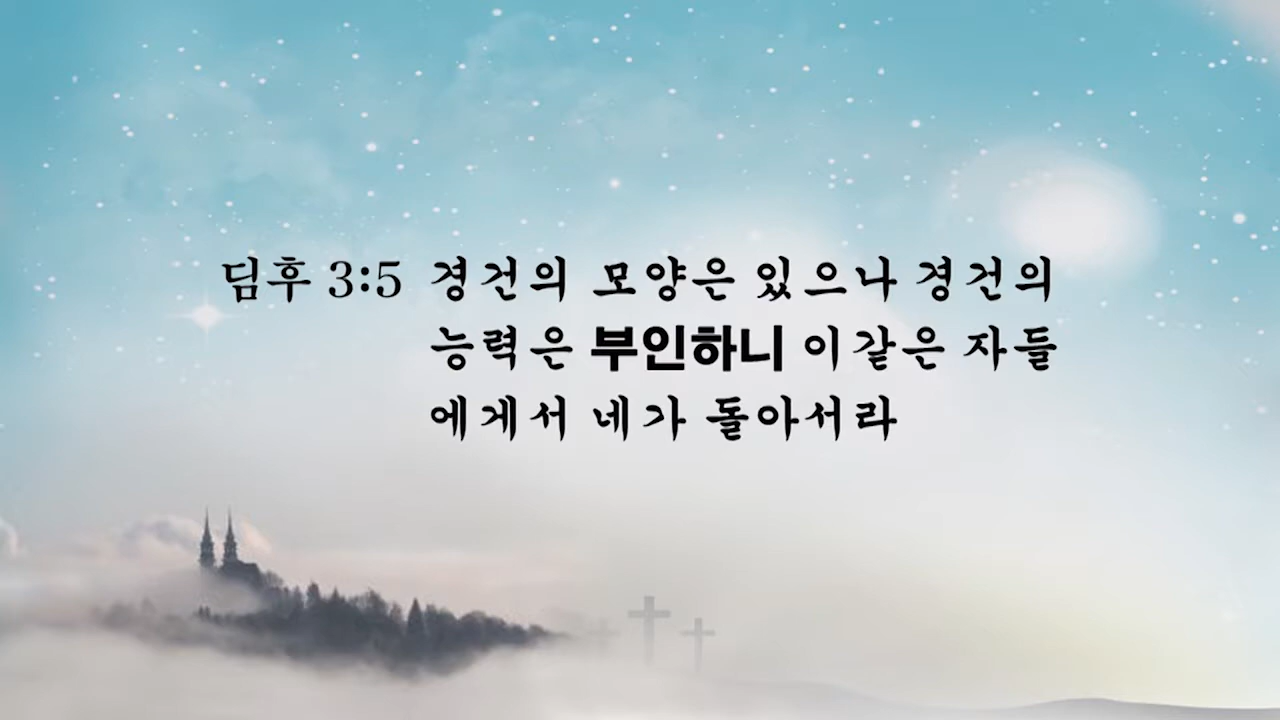 딤후 3:5 경건의 모양은 있으나 경건의
능력은 부인하니 이같은 자들
에게서 네가 돌아서라